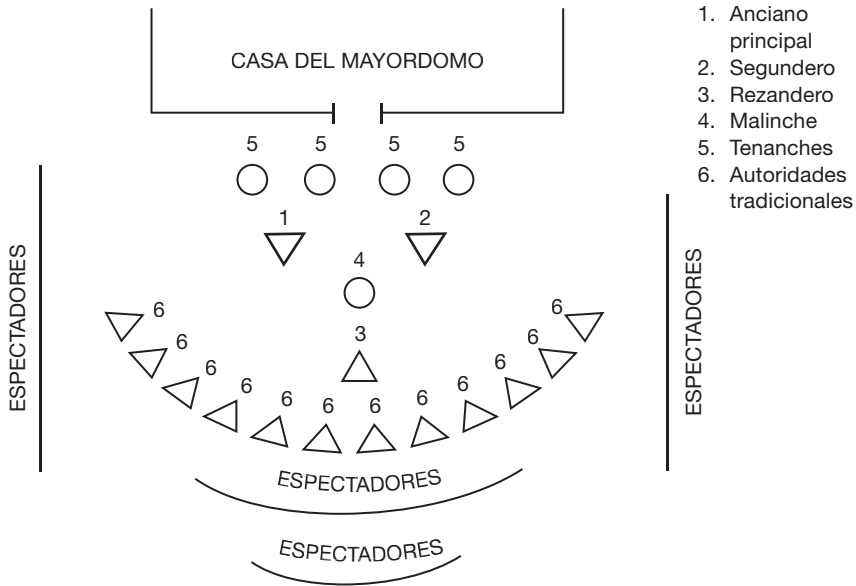 CASA DEL MAYORDOMO
5 5 5 5
1 2
4
3
6 6
6 6
6 6
6 6
6 6 6 6
ESPECTADORES
ESPECTADORES
ESPECTADORES
ESPECTADORES
1. Anciano
principal
2. Segundero
3. Rezandero
4. Malinche
5. Tenanches
6. Autoridades
tradicionales